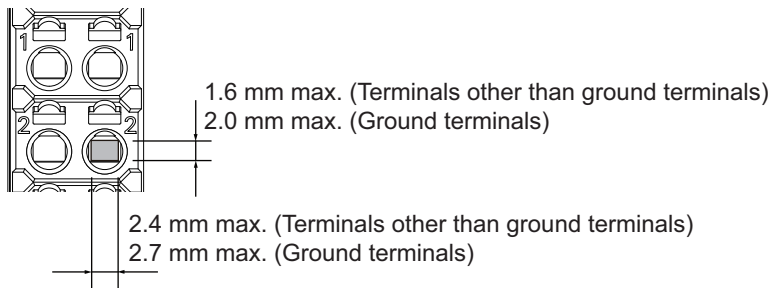 1 1
1.6 mm max. (Terminals other than ground terminals)
2.0 mm max. (Ground terminals)
2 2
2.4 mm max. (Terminals other than ground terminals)
2.7 mm max. (Ground terminals)